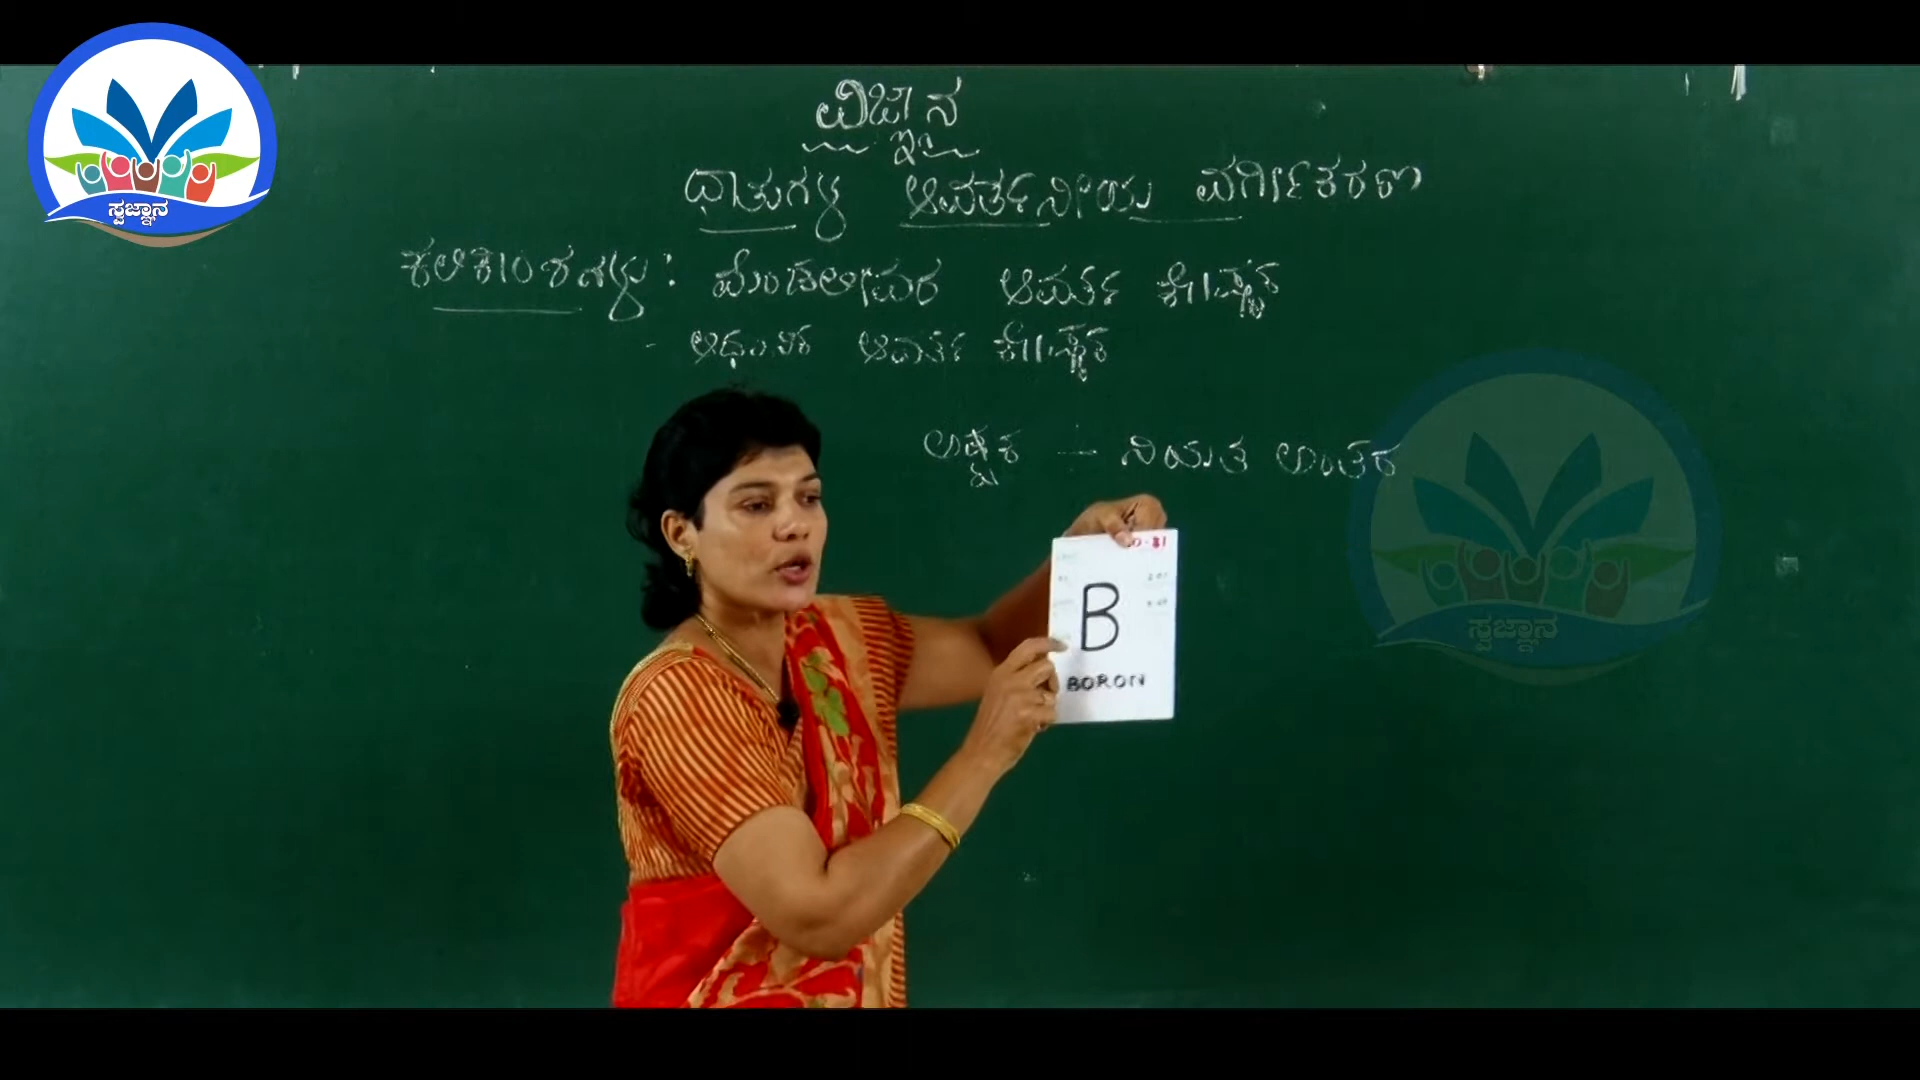 ಸ್ವಜ್ಞಾನ
ವಿಜ್ಞಾನ
ಧಾತುಗಳ ಆವರ್ತನೀಯ ವರ್ಗೀಕರಣ
ಕಲಿಕಾಂಶಗಳು : ಮೆಂಡಲೀವರ ಆವರ್ತ ಕೋಷ್ಟಕ
- ಆಧುನಿಕ ಆವರ್ತ ಕೋಷ್ಟಕ
ಅಷ್ಟಕ - ನಿಯತ ಅಂತರ
B
BORON
ಸ್ವಜ್ಞಾನ